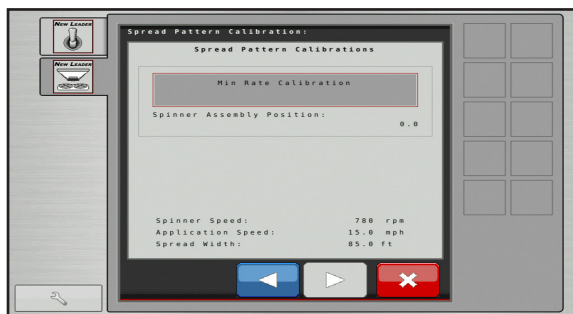 NEW LEADER
NEW LEADER
Spread Pattern Calibration:
Spread Pattern Calibrations
Min Rate Calibration
Spinner Assembly Position:
0.0
Spinner Speed: 780 rpm
Application Speed: 15.0 mph
Spread Width: 85.0 ft